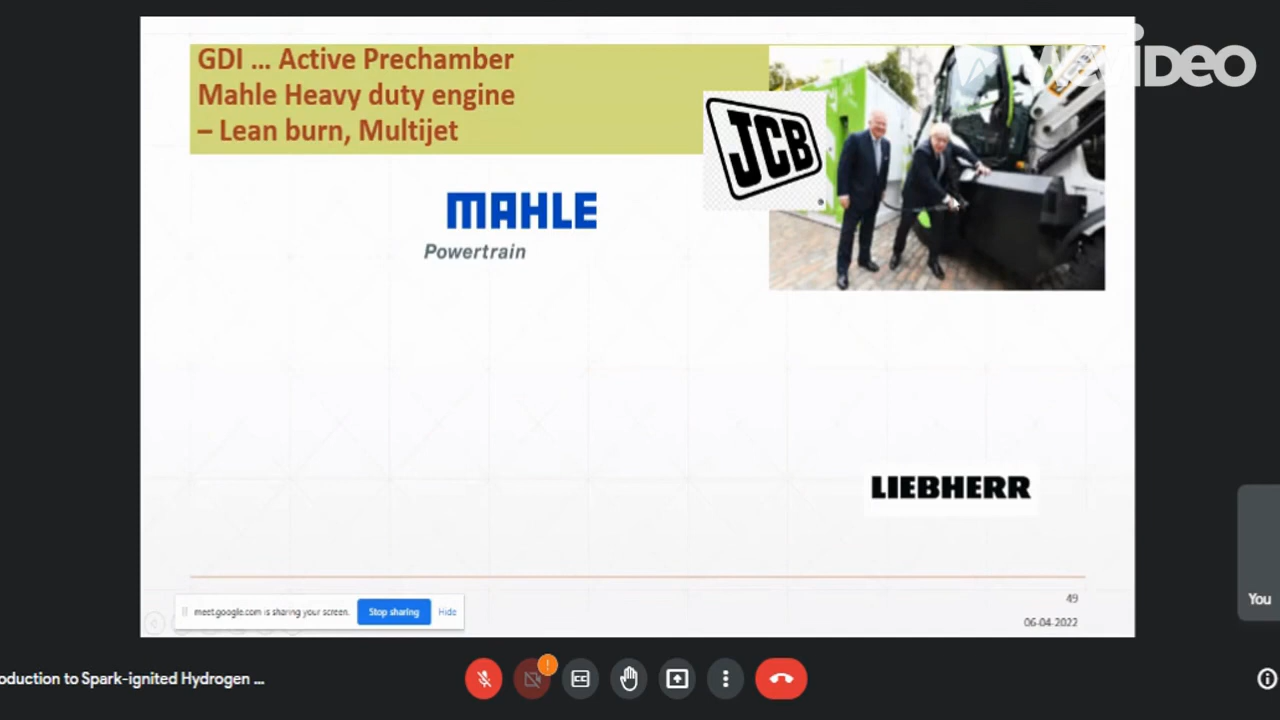 GDI ... Active Prechamber
Mahle Heavy duty engine
– Lean burn, Multijet
JCB
MAHLE
Powertrain
LIEBHERR
49
06-04-2022
meet.google.com is sharing your screen.
Stop sharing
Hide
You
oduction to Spark-ignited Hydrogen ...